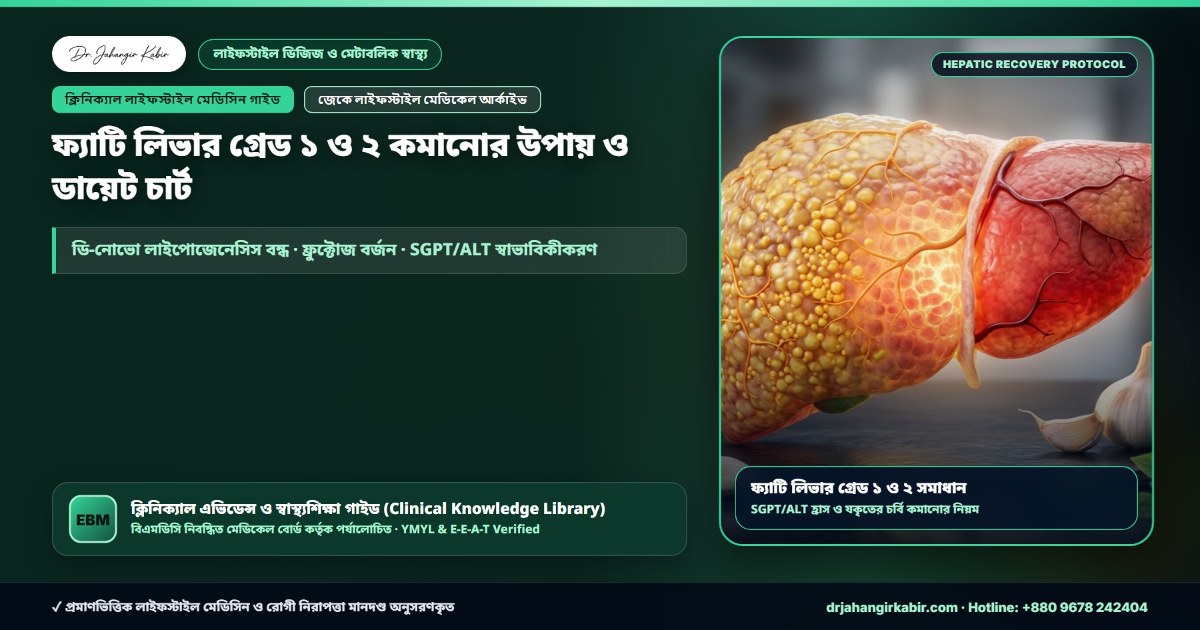 Dr. Jahangir Kabir
লাইফস্টাইল ডিজিজ ও মেটাবলিক স্বাস্থ্য
ক্লিনিক্যাল লাইফস্টাইল মেডিসিন গাইড
জেকে লাইফস্টাইল মেডিকেল আর্কাইভ
ফ্যাটি লিভার গ্রেড ১ ও ২ কমানোর উপায় ও
ডায়েট চার্ট
ডি-নোভো লাইপোজেনেসিস বন্ধ · ফ্রুক্টোজ বর্জন · SGPT/ALT স্বাভাবিকীকরণ
EBM
ক্লিনিক্যাল এভিডেন্স ও স্বাস্থ্যশিক্ষা গাইড (Clinical Knowledge Library)
বিএমডিসি নিবন্ধিত মেডিকেল বোর্ড কর্তৃক পর্যালোচিত · YMYL & E-E-A-T Verified
HEPATIC RECOVERY PROTOCOL
ফ্যাটি লিভার গ্রেড ১ ও ২ সমাধান
SGPT/ALT হ্রাস ও যকৃতের চর্বি কমানোর নিয়ম
✓ প্রমাণভিত্তিক লাইফস্টাইল মেডিসিন ও রোগী নিরাপত্তা মানদণ্ড অনুসরণকৃত
drjahangirkabir.com · Hotline: +880 9678 242404